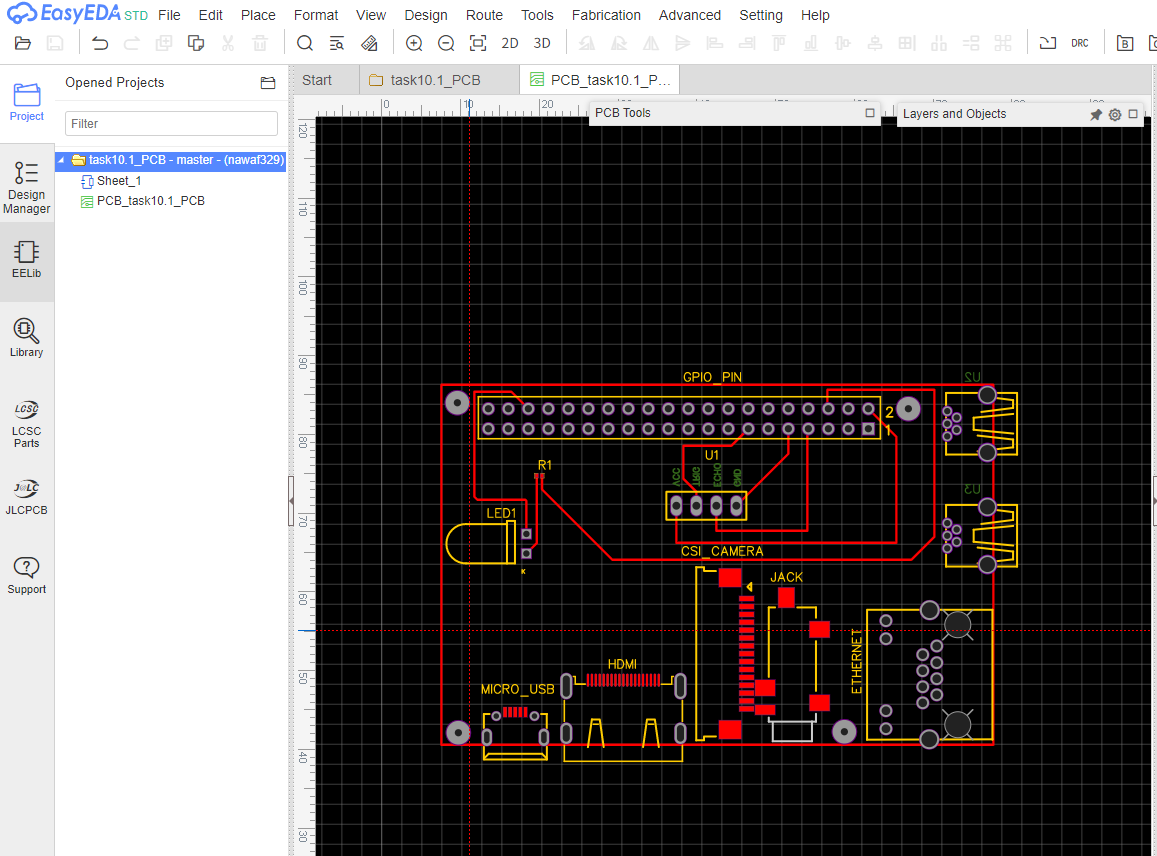 EasyEDA STD File Edit Place Format View Design Route Tools Fabrication Advanced Setting Help
2D 3D DRC B
Project
Design
Manager
EELib
Library
LCSC
LCSC
Parts
JLC
JLCPCB
Support
Opened Projects
Filter
task10.1_PCB - master - (nawaf329)
Sheet_1
PCB_task10.1_PCB
Start task10.1_PCB PCB_task10.1_P...
0 10 20
PCB Tools
Layers and Objects
120
110
100
90
80
70
60
50
40
30
GPIO_PIN
2
1
U2
U1
VCC TRIG ECHO GND
R1
LED1
K
U3
CSI_CAMERA
JACK
ETHERNET
HDMI
MICRO_USB